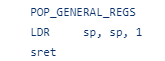 POP_GENERAL_REGS
LDR sp, sp, 1
sret